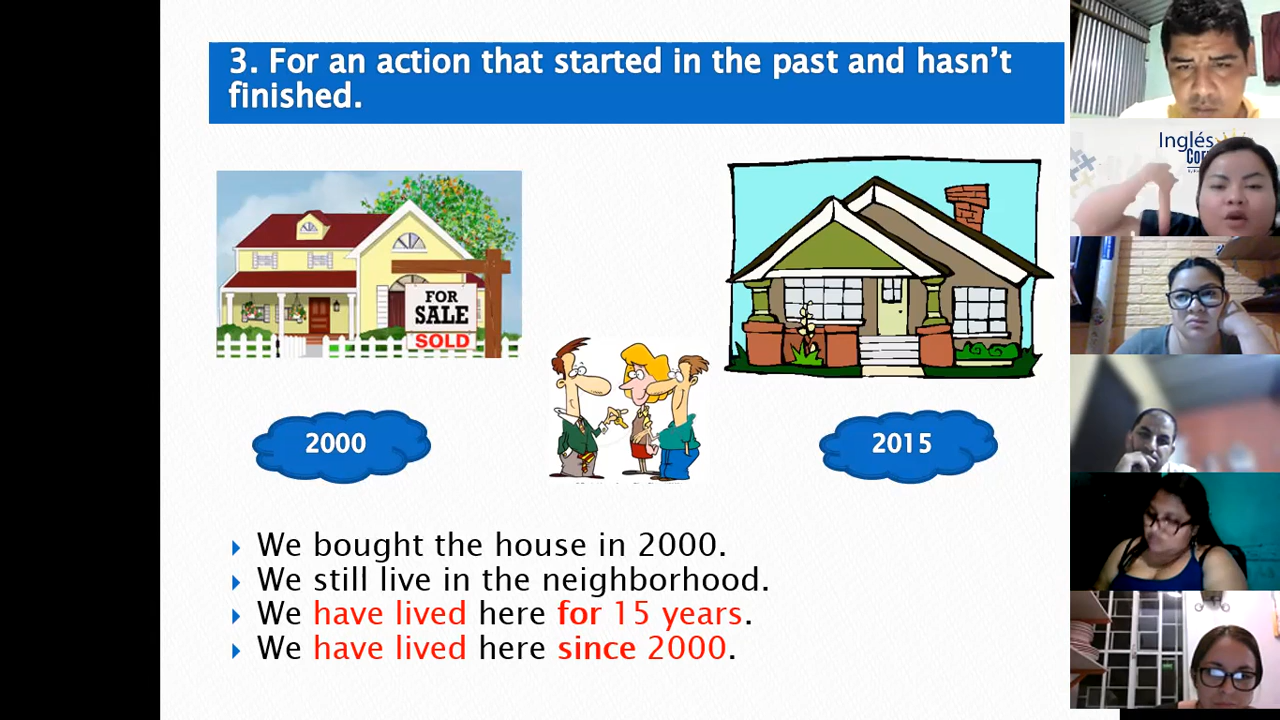 3. For an action that started in the past and hasn't
finished.
Inglés
FOR
SALE
SOLD
2000
2015
We bought the house in 2000.
We still live in the neighborhood.
We have lived here for 15 years.
We have lived here since 2000.